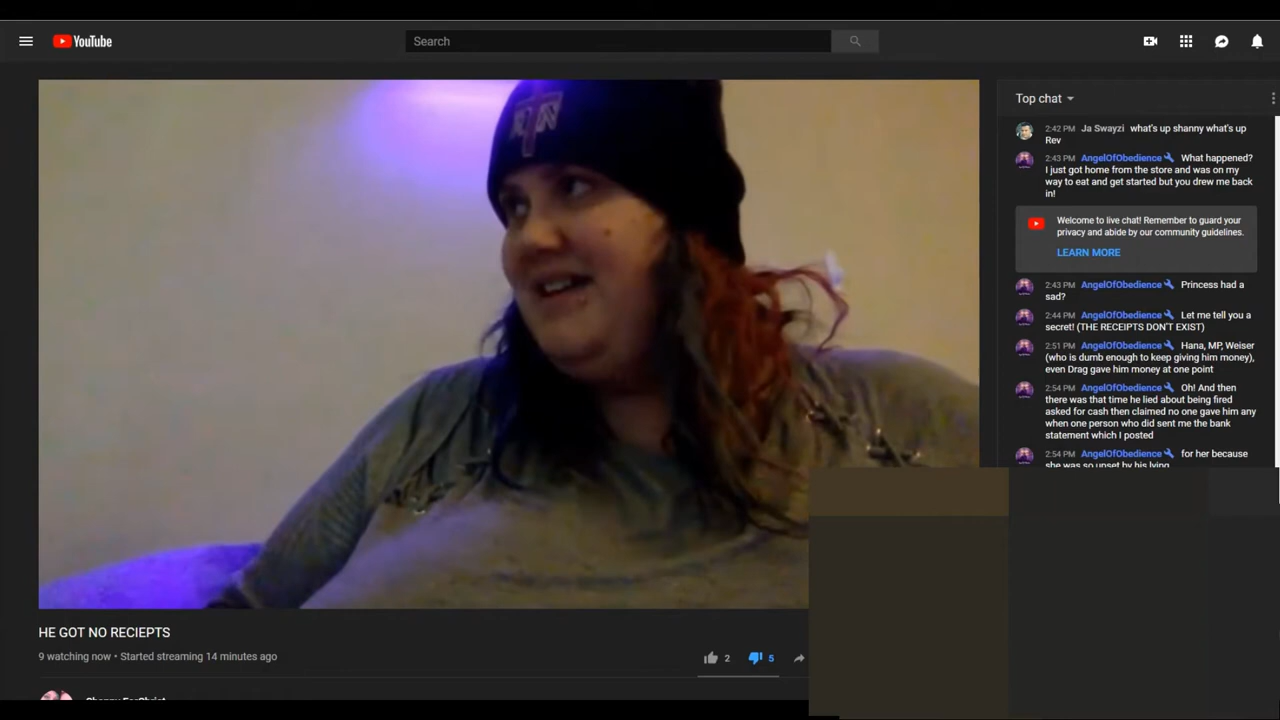 YouTube
Search
Top chat
2:42 PM Ja Swayzi what's up shanny what's up
Rev
2:43 PM AngelOfObedience What happened?
I just got home from the store and was on my
way to eat and get started but you drew me back
in!
Welcome to live chat! Remember to guard your
privacy and abide by our community guidelines.
LEARN MORE
2:43 PM AngelOfObedience Princess had a
sad?
2:44 PM AngelOfObedience Let me tell you a
secret! (THE RECEIPTS DON'T EXIST)
2:51 PM AngelOfObedience Hana, MP, Weiser
(who is dumb enough to keep giving him money),
even Drag gave him money at one point
2:54 PM AngelOfObedience Oh! And then
there was that time he lied about being fired
asked for cash then claimed no one gave him any
when one person who did sent me the bank
statement which I posted
2:54 PM AngelOfObedience for her because
she was so upset by his lying
HE GOT NO RECIEPTS
9 watching now • Started streaming 14 minutes ago
2
5